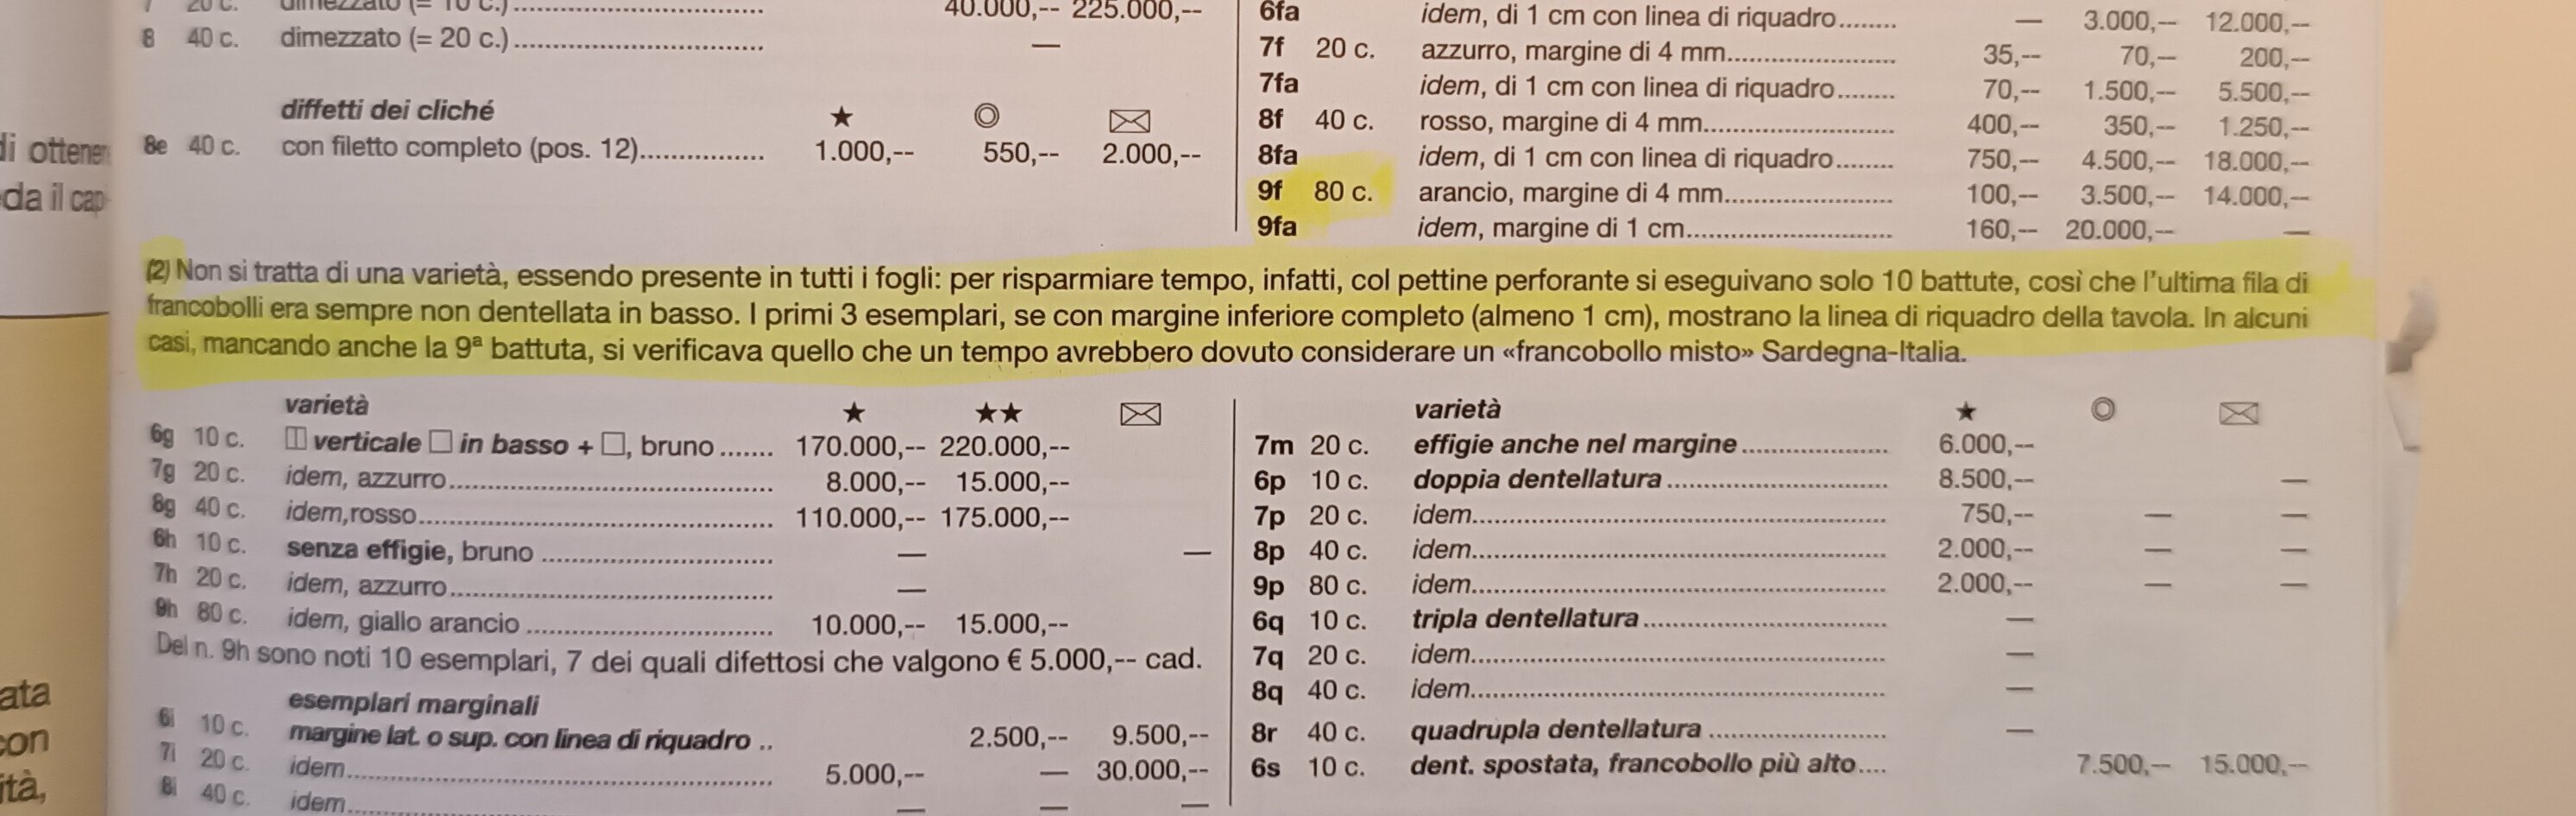 20 c. dimezzato (= 10 c.) 40.000,-- 225.000,--
8 40 c. dimezzato (= 20 c.) —
diffetti dei cliché ★ ◎ ✉
8e 40 c. con filetto completo (pos. 12) 1.000,-- 550,-- 2.000,--
di ottener
da il cap
6fa idem, di 1 cm con linea di riquadro — 3.000,-- 12.000,--
7f 20 c. azzurro, margine di 4 mm 35,-- 70,-- 200,--
7fa idem, di 1 cm con linea di riquadro 70,-- 1.500,-- 5.500,--
8f 40 c. rosso, margine di 4 mm 400,-- 350,-- 1.250,--
8fa idem, di 1 cm con linea di riquadro 750,-- 4.500,-- 18.000,--
9f 80 c. arancio, margine di 4 mm 100,-- 3.500,-- 14.000,--
9fa idem, margine di 1 cm 160,-- 20.000,-- —
(2) Non si tratta di una varietà, essendo presente in tutti i fogli: per risparmiare tempo, infatti, col pettine perforante si eseguivano solo 10 battute, così che l'ultima fila di
francobolli era sempre non dentellata in basso. I primi 3 esemplari, se con margine inferiore completo (almeno 1 cm), mostrano la linea di riquadro della tavola. In alcuni
casi, mancando anche la 9ª battuta, si verificava quello che un tempo avrebbero dovuto considerare un «francobollo misto» Sardegna-Italia.
varietà ★ ★★ ✉
6g 10 c. ◫ verticale □ in basso + □, bruno 170.000,-- 220.000,--
7g 20 c. idem, azzurro 8.000,-- 15.000,--
8g 40 c. idem,rosso 110.000,-- 175.000,--
6h 10 c. senza effigie, bruno — —
7h 20 c. idem, azzurro —
9h 80 c. idem, giallo arancio 10.000,-- 15.000,--
Del n. 9h sono noti 10 esemplari, 7 dei quali difettosi che valgono € 5.000,-- cad.
esemplari marginali
6i 10 c. margine lat. o sup. con linea di riquadro .. 2.500,-- 9.500,--
7i 20 c. idem 5.000,-- — 30.000,--
8i 40 c. idem — — —
varietà ★ ◎ ✉
7m 20 c. effigie anche nel margine 6.000,--
6p 10 c. doppia dentellatura 8.500,-- —
7p 20 c. idem 750,-- — —
8p 40 c. idem 2.000,-- — —
9p 80 c. idem 2.000,-- — —
6q 10 c. tripla dentellatura —
7q 20 c. idem —
8q 40 c. idem —
8r 40 c. quadrupla dentellatura —
6s 10 c. dent. spostata, francobollo più alto 7.500,-- 15.000,--
ata
con
ità,